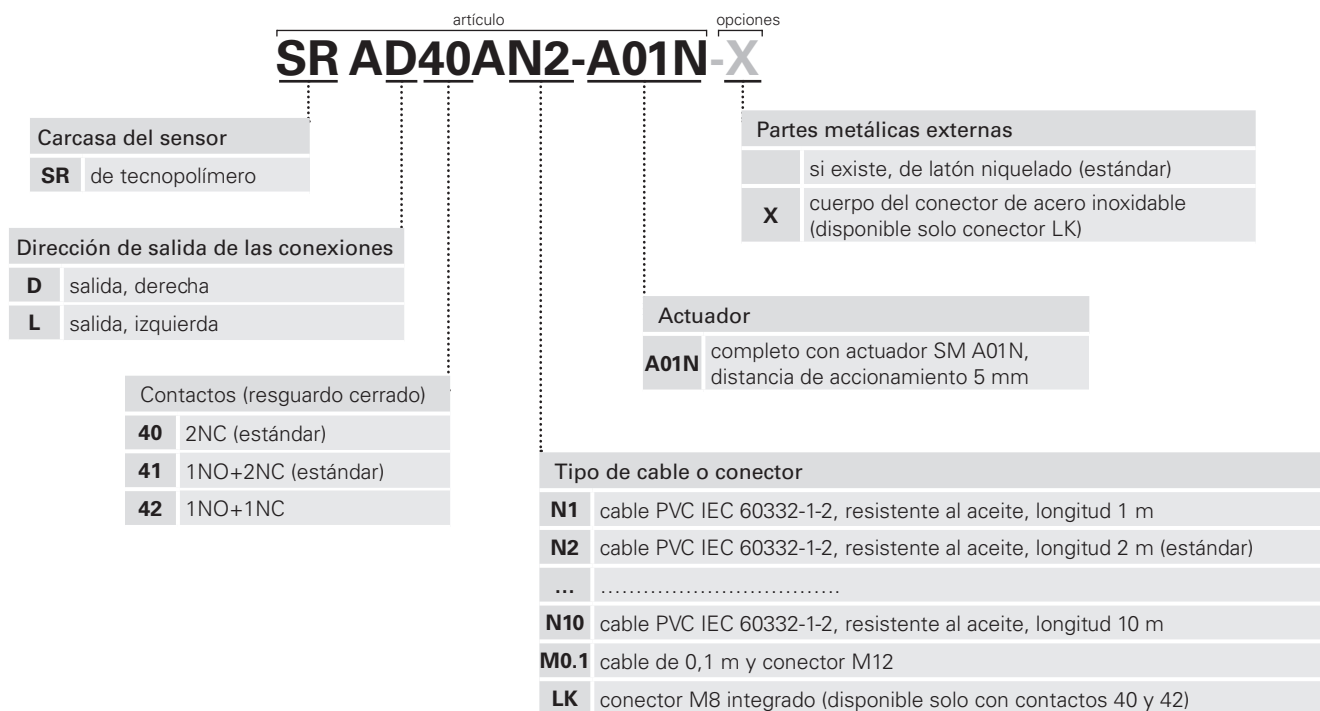 artículo
opciones
SR AD40AN2-A01N-X
Carcasa del sensor
SR de tecnopolímero
Dirección de salida de las conexiones
D salida, derecha
L salida, izquierda
Contactos (resguardo cerrado)
40 2NC (estándar)
41 1NO+2NC (estándar)
42 1NO+1NC
Partes metálicas externas
si existe, de latón niquelado (estándar)
X cuerpo del conector de acero inoxidable
(disponible solo conector LK)
Actuador
A01N completo con actuador SM A01N,
distancia de accionamiento 5 mm
Tipo de cable o conector
N1 cable PVC IEC 60332-1-2, resistente al aceite, longitud 1 m
N2 cable PVC IEC 60332-1-2, resistente al aceite, longitud 2 m (estándar)
... ……………………………
N10 cable PVC IEC 60332-1-2, resistente al aceite, longitud 10 m
M0.1 cable de 0,1 m y conector M12
LK conector M8 integrado (disponible solo con contactos 40 y 42)